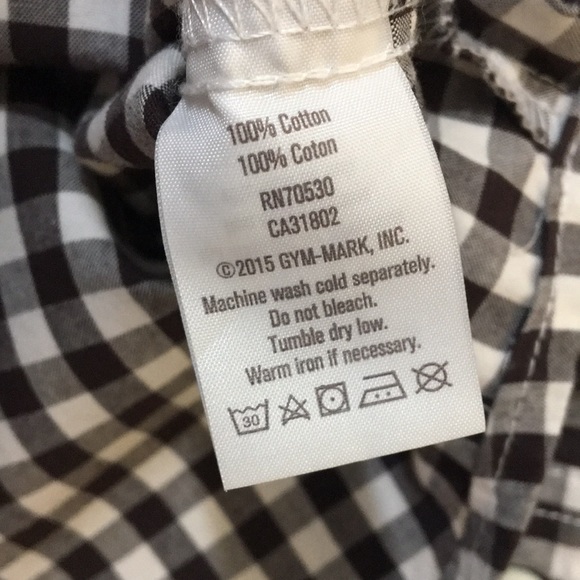 100% Cotton
100% Coton
RN70530
CA31802
©2015 GYM-MARK, INC.
Machine wash cold separately.
Do not bleach.
Tumble dry low.
Warm iron if necessary.
30